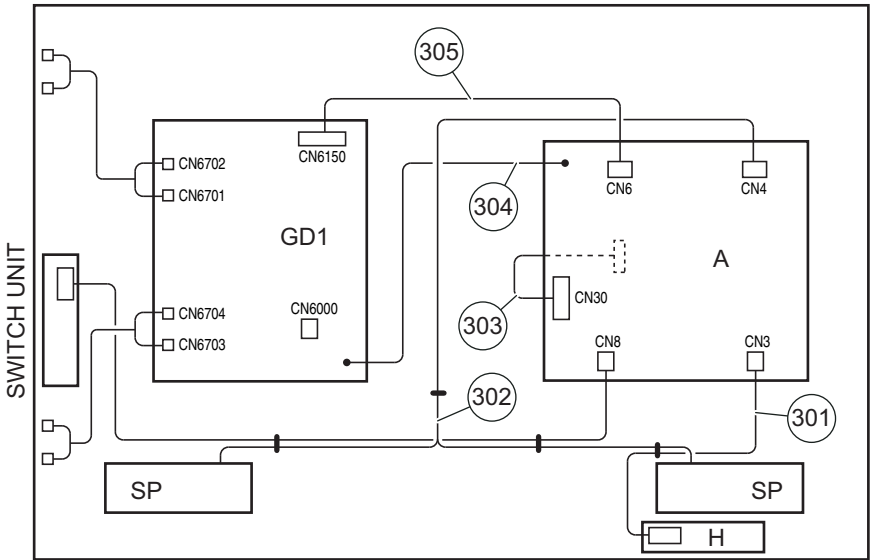 305
CN6702
CN6150
CN6701
CN6
CN4
304
GD1
A
SWITCH UNIT
CN30
CN6704
CN6000
303
CN6703
CN8
CN3
302
301
SP
SP
H